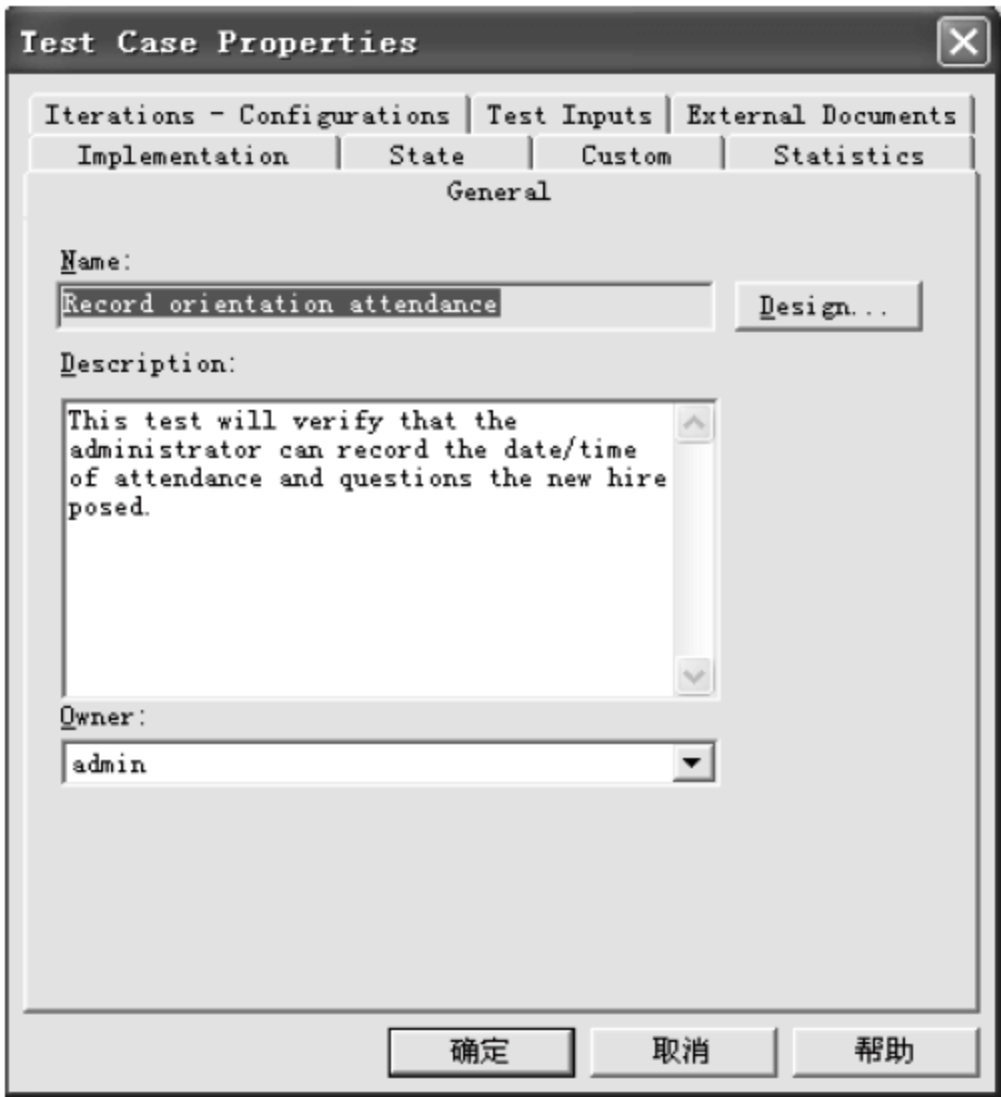 Test Case Properties
Iterations - Configurations
Test Inputs
External Documents
Implementation
State
Custom
Statistics
General
Name:
Record orientation attendance
Design...
Description:
This test will verify that the
administrator can record the date/time
of attendance and questions the new hire
posed.
Owner:
admin
确定
取消
帮助